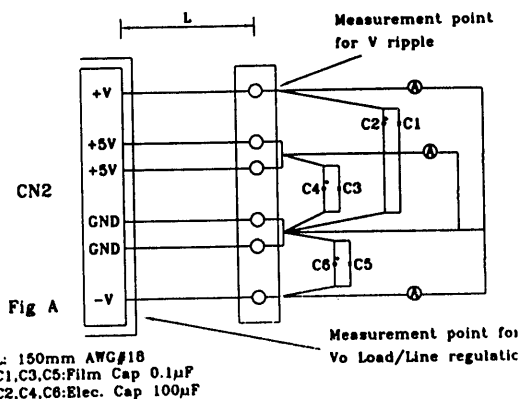 L
Measurement point
for V ripple
+V
A
C2
C1
+5V
A
+5V
CN2
C4
C3
GND
GND
C6
C5
Fig A
-V
A
Measurement point for
Vo Load/Line
L: 150mm AWG#18
C1,C3,C5:Film Cap 0.1μF
C2,C4,C6:Elec. Cap 100μF